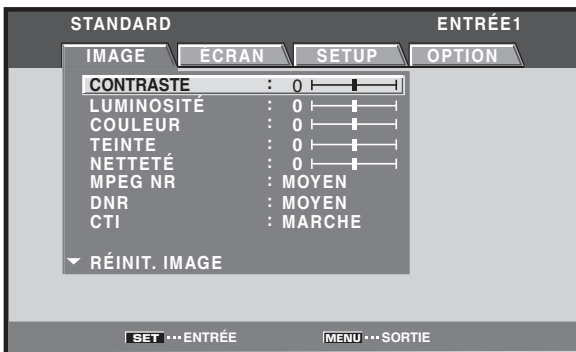 STANDARD ENTRÉE1
IMAGE ÉCRAN SETUP OPTION
CONTRASTE : 0
LUMINOSITÉ : 0
COULEUR : 0
TEINTE : 0
NETTETÉ : 0
MPEG NR : MOYEN
DNR : MOYEN
CTI : MARCHE
RÉINIT. IMAGE
SET ··· ENTRÉE MENU ··· SORTIE